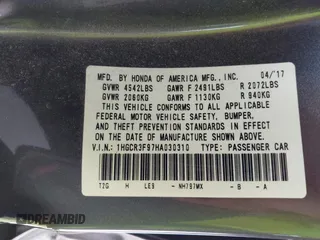 MFD. BY HONDA OF AMERICA MFG., INC. 04/17
GVWR 4542LBS GAWR F 2491LBS R 2072LBS
GVWR 2060KG GAWR F 1130KG R 940KG
THIS VEHICLE CONFORMS TO ALL APPLICABLE
FEDERAL MOTOR VEHICLE SAFETY, BUMPER,
AND THEFT PREVENTION STANDARDS IN EFFECT
ON THE DATE OF MANUFACTURE SHOWN ABOVE.
V.I.N.: 1HGCR3F97HA030310 TYPE: PASSENGER CAR
T2G H LE9 - NH797MX - B - A
DREAMBID